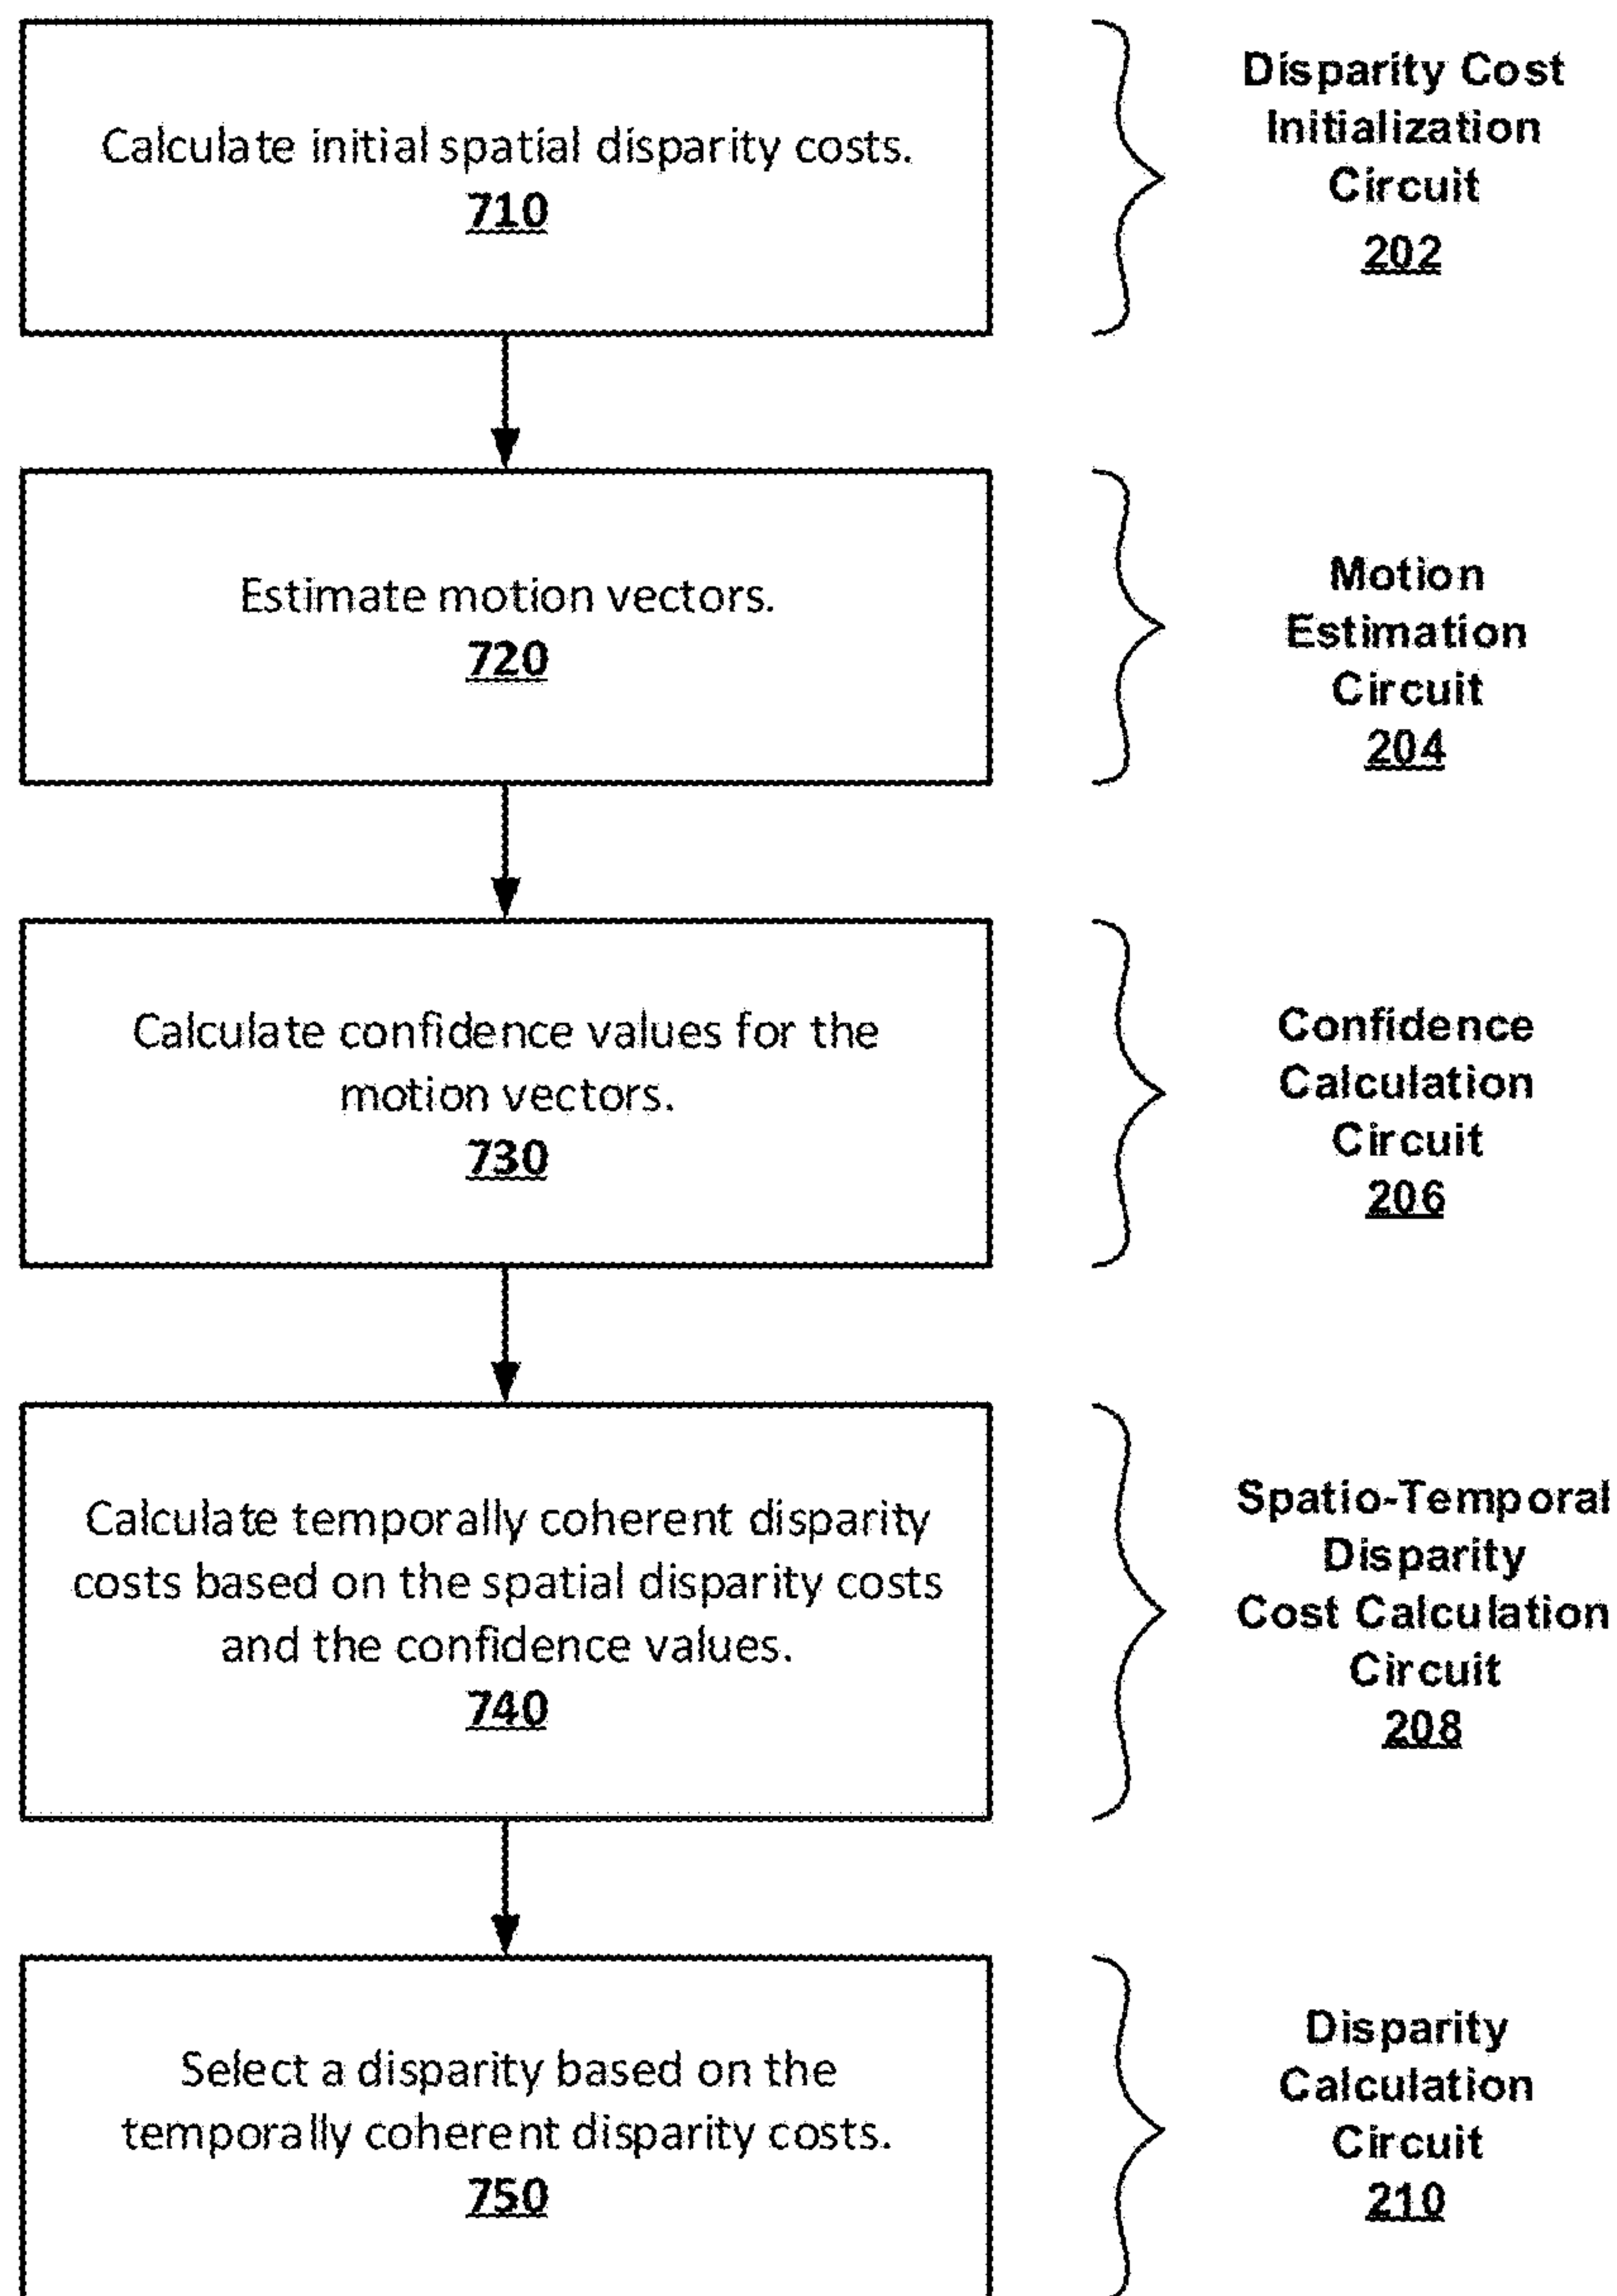 Calculate initial spatial disparity costs.
710
Disparity Cost
Initialization
Circuit
202
Estimate motion vectors.
720
Motion
Estimation
Circuit
204
Calculate confidence values for the
motion vectors.
730
Confidence
Calculation
Circuit
206
Calculate temporally coherent disparity
costs based on the spatial disparity costs
and the confidence values.
740
Spatio-Temporal
Disparity
Cost Calculation
Circuit
208
Select a disparity based on the
temporally coherent disparity costs.
750
Disparity
Calculation
Circuit
210